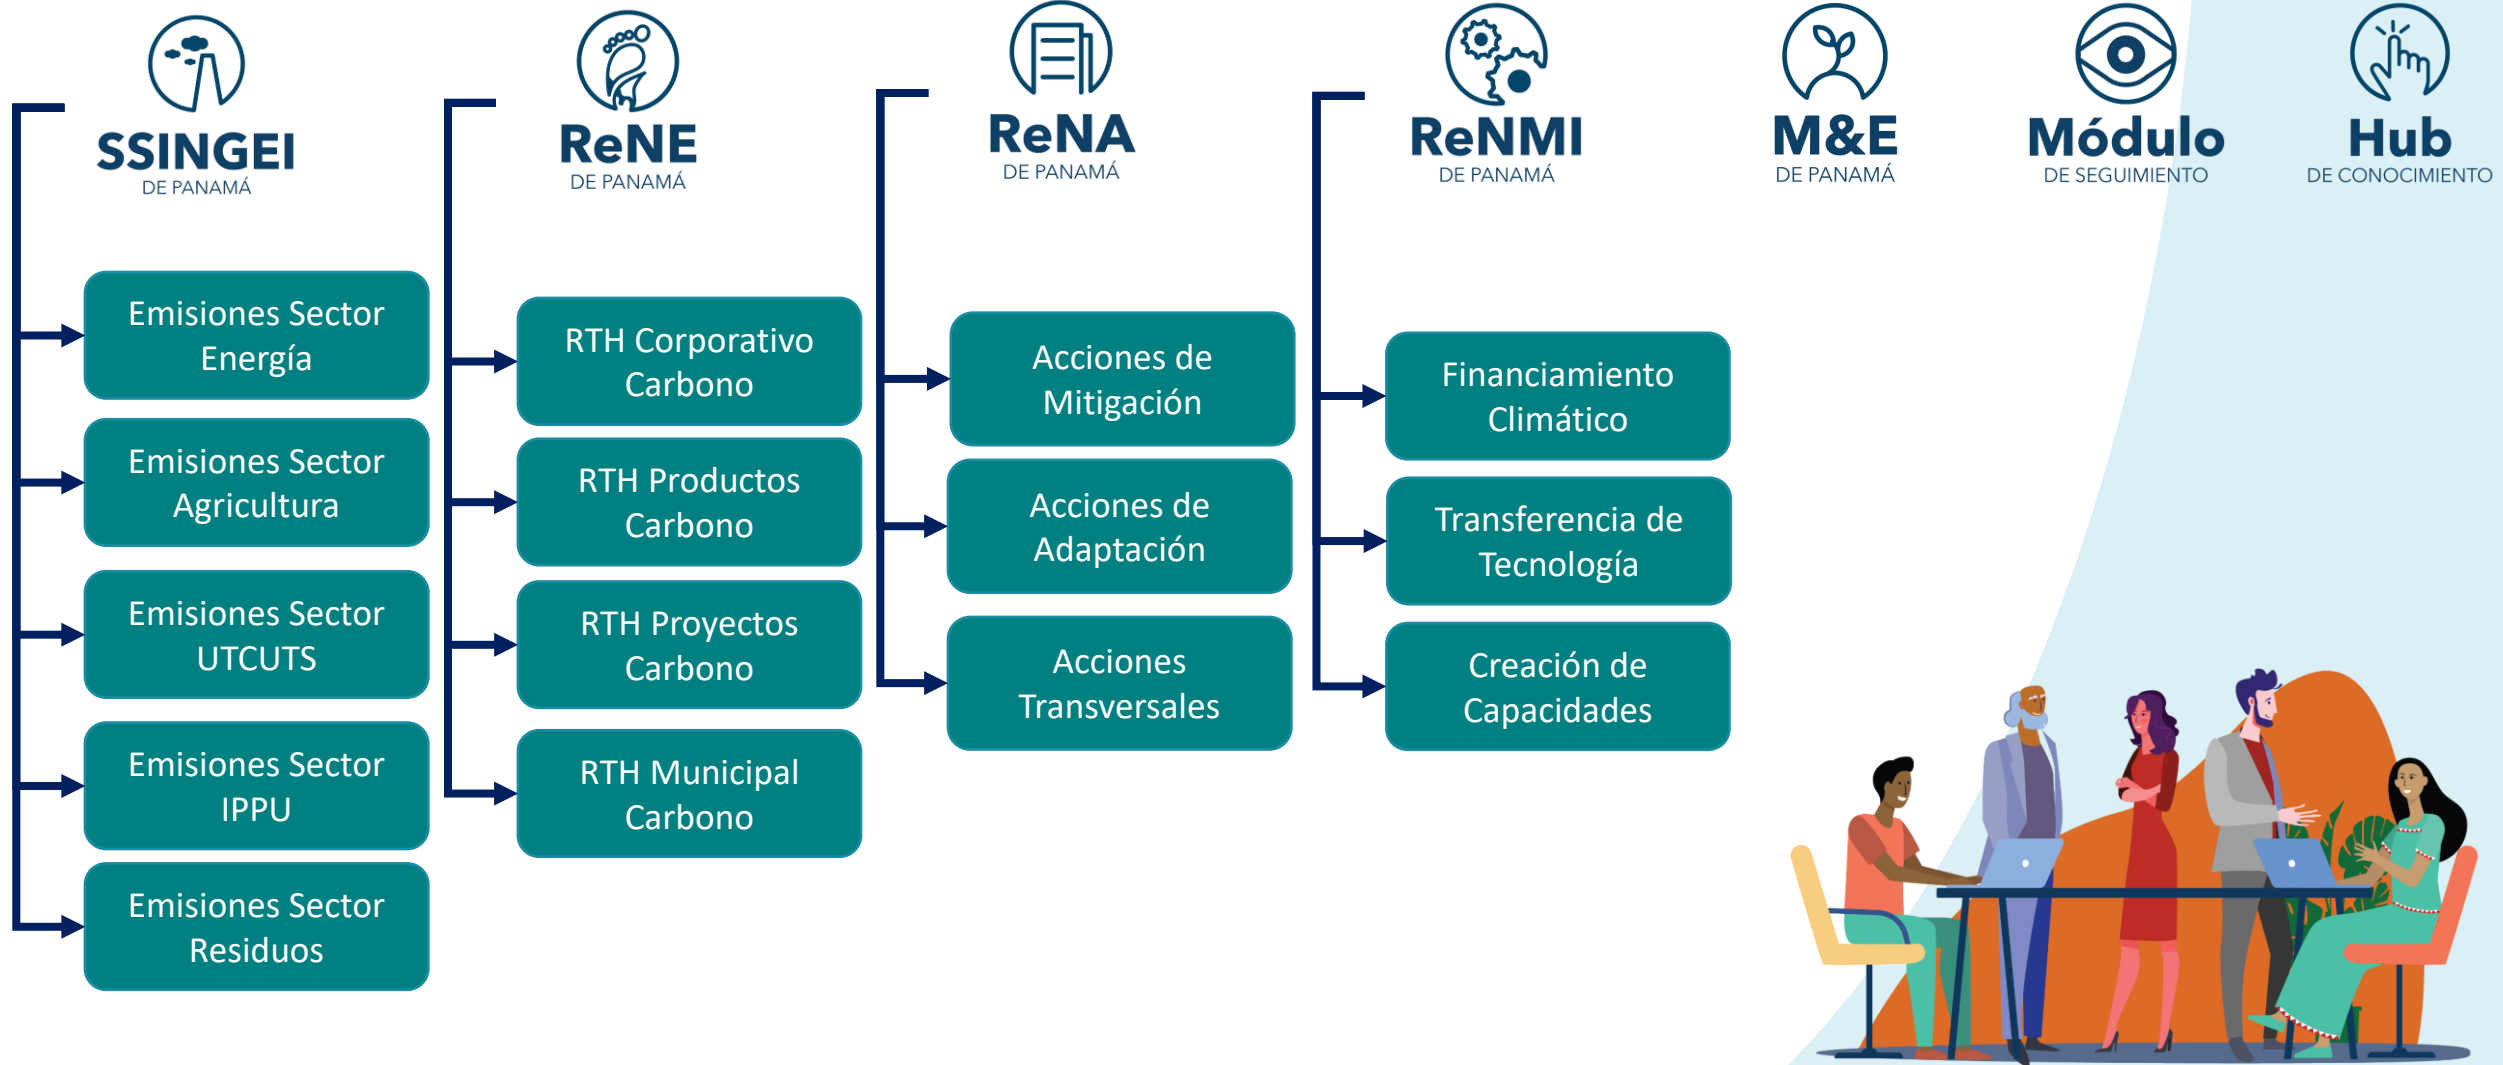 SSINGEI
DE PANAMÁ
Emisiones Sector
Energía
Emisiones Sector
Agricultura
Emisiones Sector
UTCUTS
Emisiones Sector
IPPU
Emisiones Sector
Residuos
ReNE
DE PANAMÁ
RTH Corporativo
Carbono
RTH Productos
Carbono
RTH Proyectos
Carbono
RTH Municipal
Carbono
ReNA
DE PANAMÁ
Acciones de
Mitigación
Acciones de
Adaptación
Acciones
Transversales
ReNMI
DE PANAMÁ
Financiamiento
Climático
Transferencia de
Tecnología
Creación de
Capacidades
M&E
DE PANAMÁ
Módulo
DE SEGUIMIENTO
Hub
DE CONOCIMIENTO